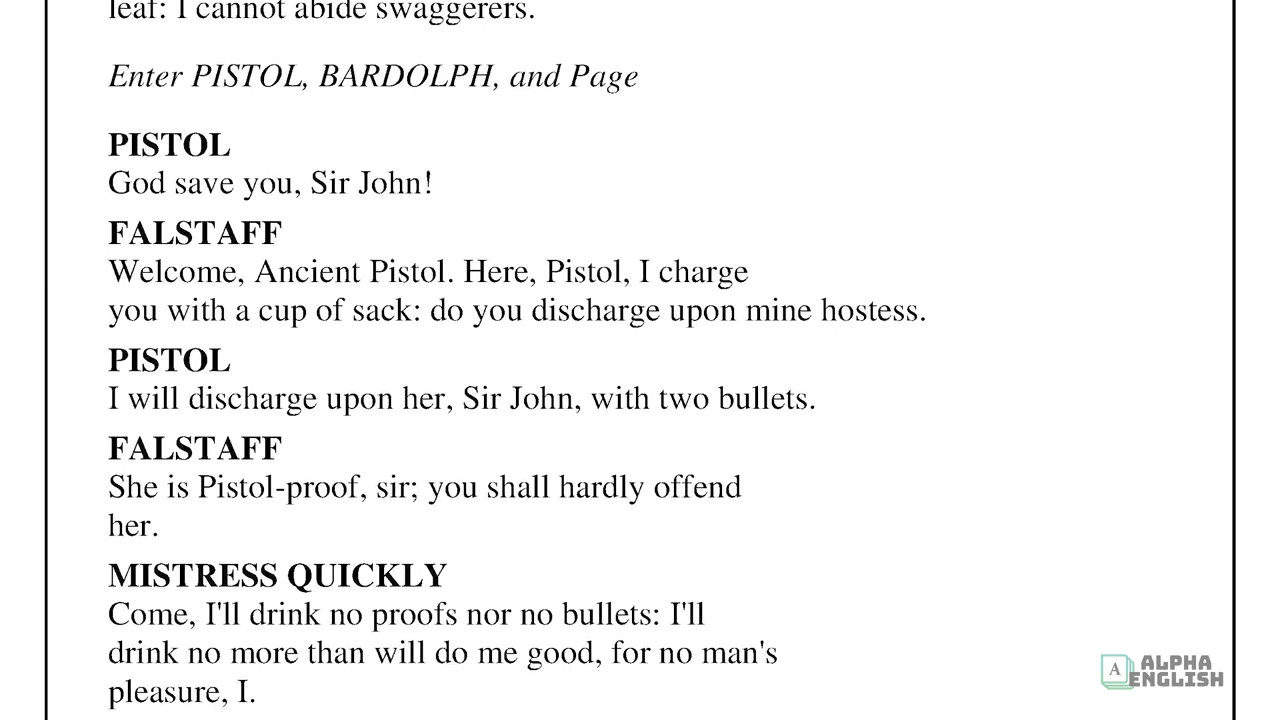 leaf: I cannot abide swaggerers.
Enter PISTOL, BARDOLPH, and Page
PISTOL
God save you, Sir John!
FALSTAFF
Welcome, Ancient Pistol. Here, Pistol, I charge
you with a cup of sack: do you discharge upon mine hostess.
PISTOL
I will discharge upon her, Sir John, with two bullets.
FALSTAFF
She is Pistol-proof, sir; you shall hardly offend
her.
MISTRESS QUICKLY
Come, I'll drink no proofs nor no bullets: I'll
drink no more than will do me good, for no man's
pleasure, I.
A ALPHA
ENGLISH